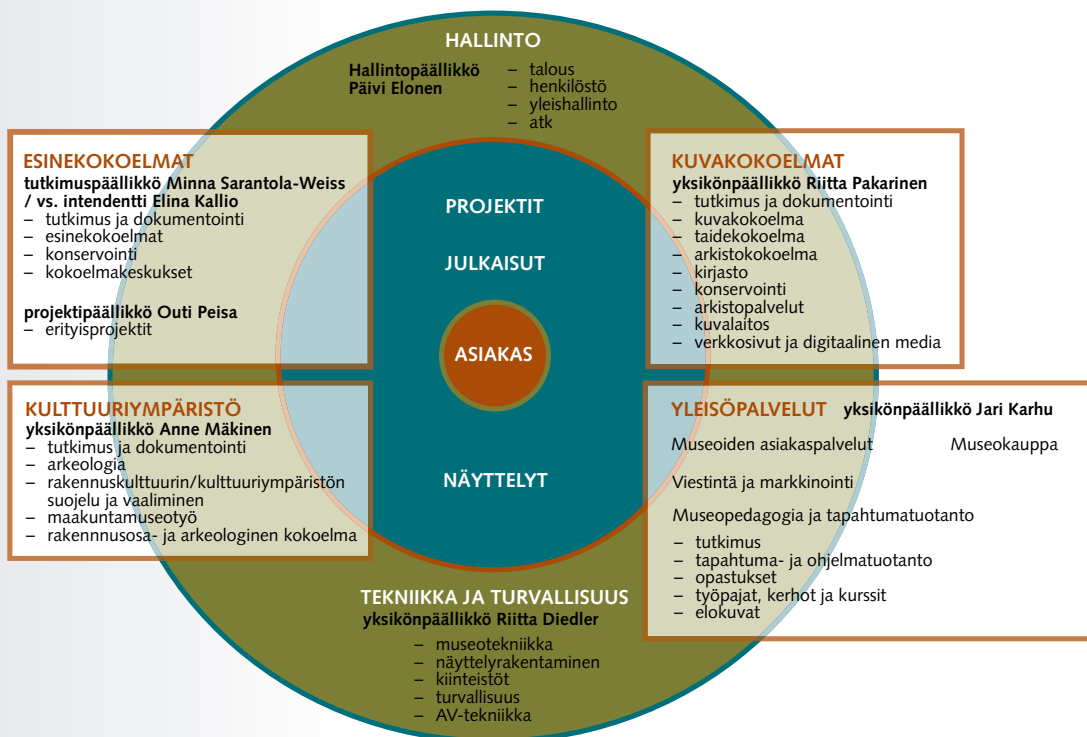 HALLINTO
Hallintopäällikkö
Päivi Elonen
– talous
– henkilöstö
– yleishallinto
– atk
ESINEKOKOELMAT
tutkimuspäällikkö Minna Sarantola-Weiss
/ vs. intendentti Elina Kallio
– tutkimus ja dokumentointi
– esinekokoelmat
– konservointi
– kokoelmakeskukset
projektipäällikkö Outi Peisa
– erityisprojektit
KUVAKOKOELMAT
yksikönpäällikkö Riitta Pakarinen
– tutkimus ja dokumentointi
– kuvakokoelma
– taidekokoelma
– arkistokokoelma
– kirjasto
– konservointi
– arkistopalvelut
– kuvalaitos
– verkkosivut ja digitaalinen media
PROJEKTIT
JULKAISUT
ASIAKAS
NÄYTTELYT
KULTTUURIYMPÄRISTÖ
yksikönpäällikkö Anne Mäkinen
– tutkimus ja dokumentointi
– arkeologia
– rakennuskulttuurin/kulttuuriympäristön
suojelu ja vaaliminen
– maakuntamuseotyö
– rakennnusosa- ja arkeologinen kokoelma
YLEISÖPALVELUT yksikönpäällikkö Jari Karhu
Museoiden asiakaspalvelut Museokauppa
Viestintä ja markkinointi
Museopedagogia ja tapahtumatuotanto
– tutkimus
– tapahtuma- ja ohjelmatuotanto
– opastukset
– työpajat, kerhot ja kurssit
– elokuvat
TEKNIIKKA JA TURVALLISUUS
yksikönpäällikkö Riitta Diedler
– museotekniikka
– näyttelyrakentaminen
– kiinteistöt
– turvallisuus
– AV-tekniikka